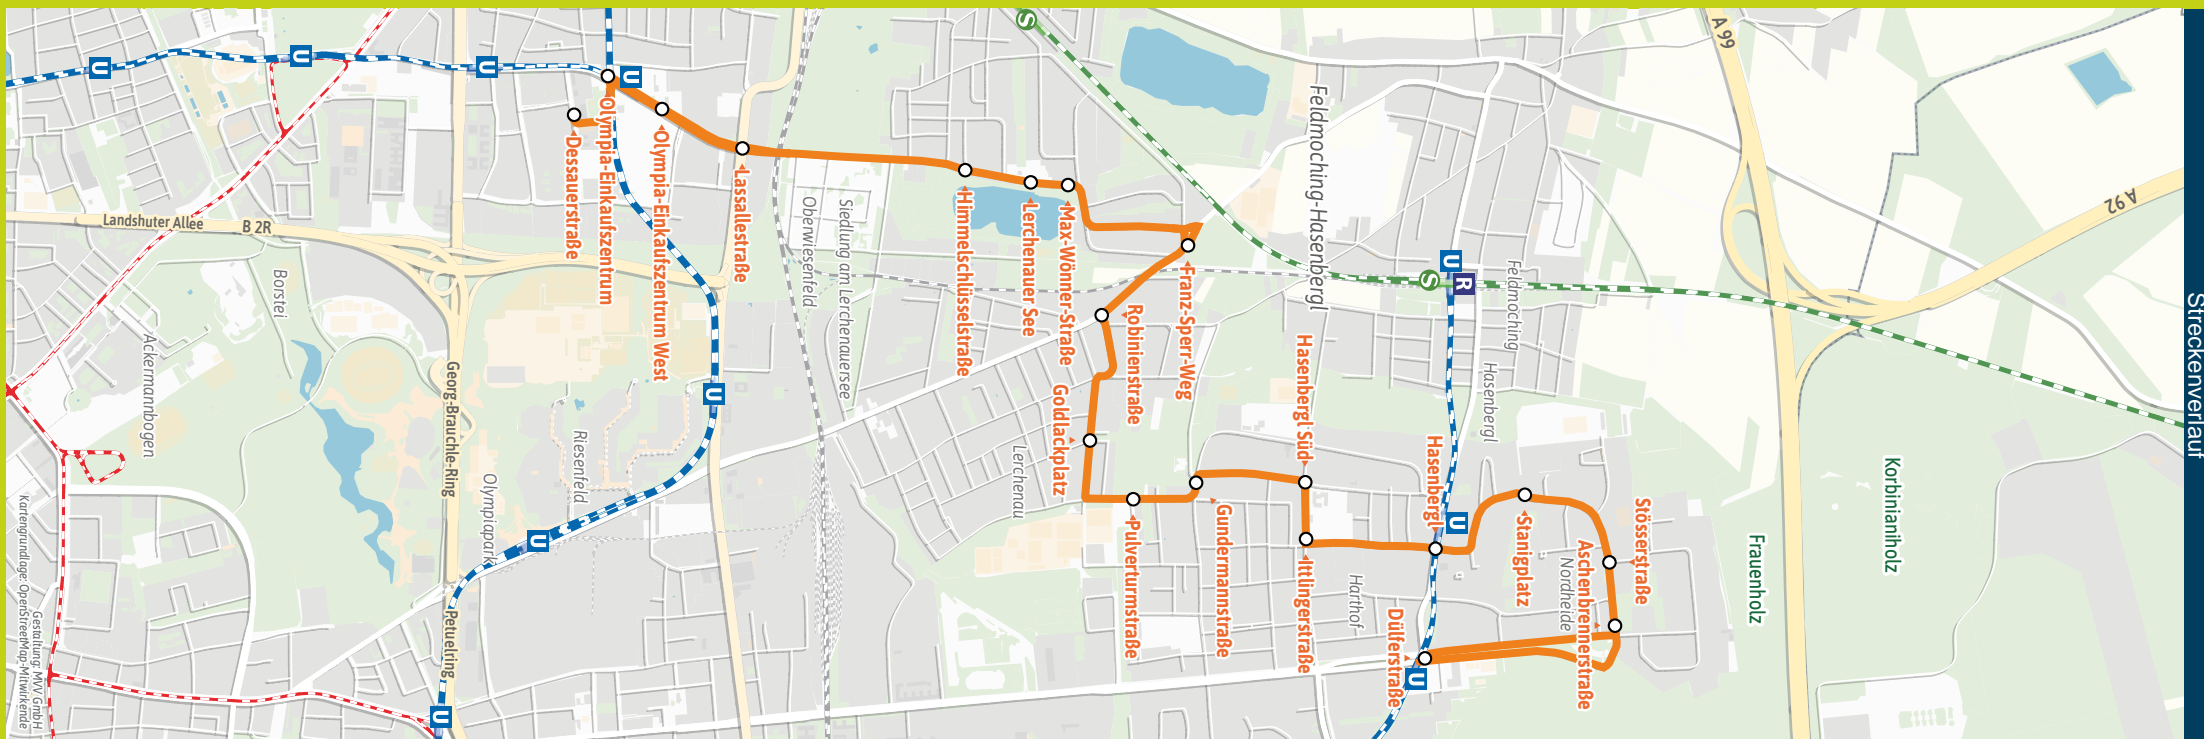 Streckenverlauf
A 99
A 92
Feldmoching-Hasenbergl
Feldmoching
Hasenbergl
Korbinianiholz
Frauenholz
Nordheide
Harthof
Lerchenau
Siedlung am Lerchenauersee
Oberwiesenfeld
Riesenfeld
Olympiapark
Borstei
Ackermannbogen
Landshuter Allee
B 2R
Georg-Brauchle-Ring
Petuelring
Dessauerstraße
Olympia-Einkaufszentrum
Olympia-Einkaufszentrum West
Lassallestraße
Himmelschlüsselstraße
Lerchenauer See
Max-Wönner-Straße
Franz-Sperr-Weg
Robinienstraße
Goldlackplatz
Pulverturmstraße
Gundermannstraße
Hasenbergl Süd
Ittlingerstraße
Hasenbergl
Stanigplatz
Stösserstraße
Aschenbrennerstraße
Dülferstraße
U
U
U
U
U
U
U
U
U
U
S
S
R
Gestaltung: MVV GmbH
Kartengrundlage: OpenStreetMap-Mitwirkende